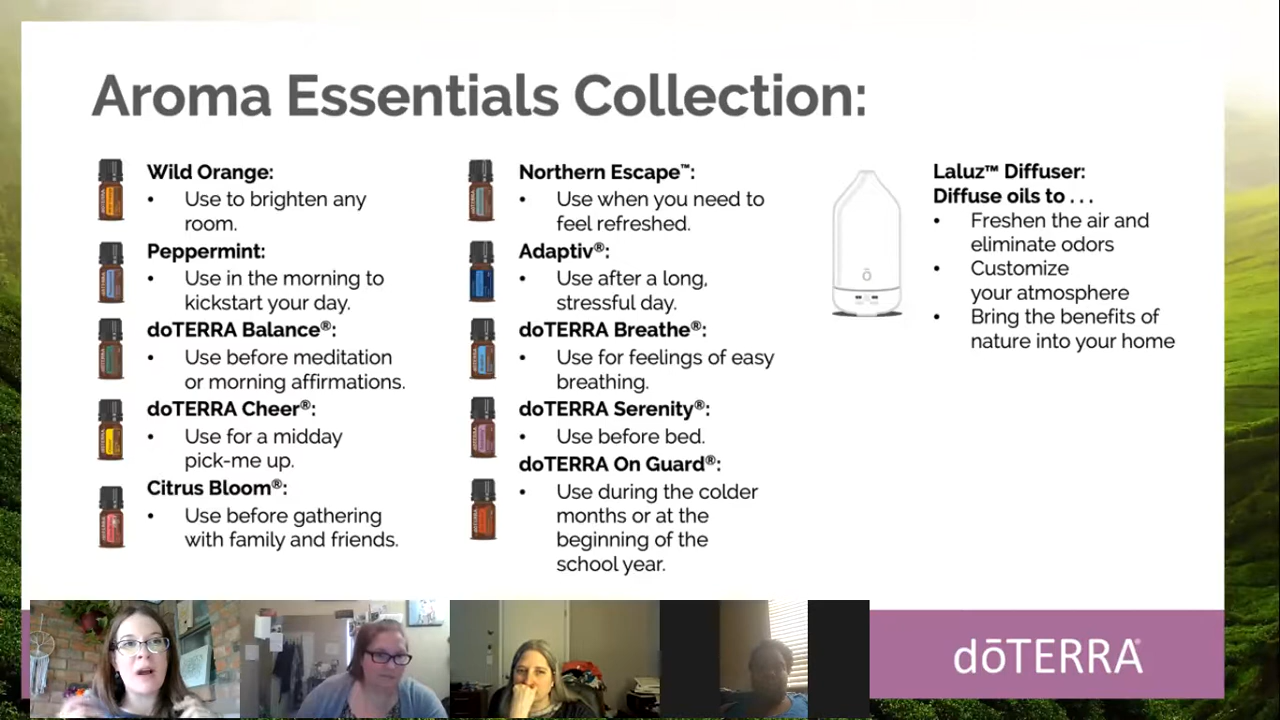 Aroma Essentials Collection:
Wild Orange:
• Use to brighten any
room.
Peppermint:
• Use in the morning to
kickstart your day.
doTERRA Balance®:
• Use before meditation
or morning affirmations.
doTERRA Cheer®:
• Use for a midday
pick-me up.
Citrus Bloom®:
• Use before gathering
with family and friends.
Northern Escape™:
• Use when you need to
feel refreshed.
Adaptiv®:
• Use after a long,
stressful day.
doTERRA Breathe®:
• Use for feelings of easy
breathing.
doTERRA Serenity®:
• Use before bed.
doTERRA On Guard®:
• Use during the colder
months or at the
beginning of the
school year.
Laluz™ Diffuser:
Diffuse oils to . . .
• Freshen the air and
eliminate odors
• Customize
your atmosphere
• Bring the benefits of
nature into your home
dōTERRA®